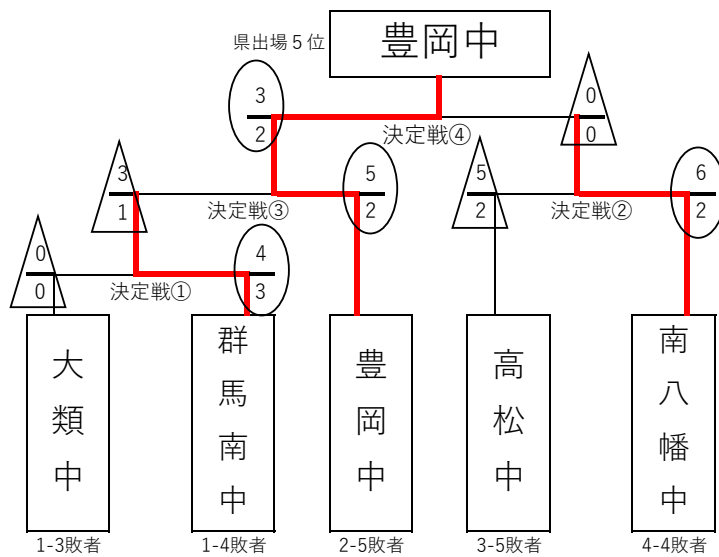 県出場５位
豊岡中
3
2
0
0
決定戦④
3
1
5
2
5
2
6
2
決定戦③
決定戦②
0
0
4
3
決定戦①
大類中
群馬南中
豊岡中
高松中
南八幡中
1-3敗者
1-4敗者
2-5敗者
3-5敗者
4-4敗者